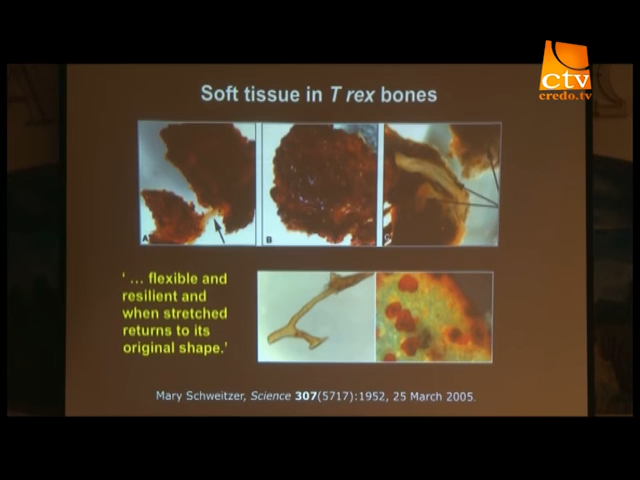 ctv
credo.tv
Soft tissue in T rex bones
A
B
C
‘ … flexible and
resilient and
when stretched
returns to its
original shape.’
Mary Schweitzer, Science 307(5717):1952, 25 March 2005.